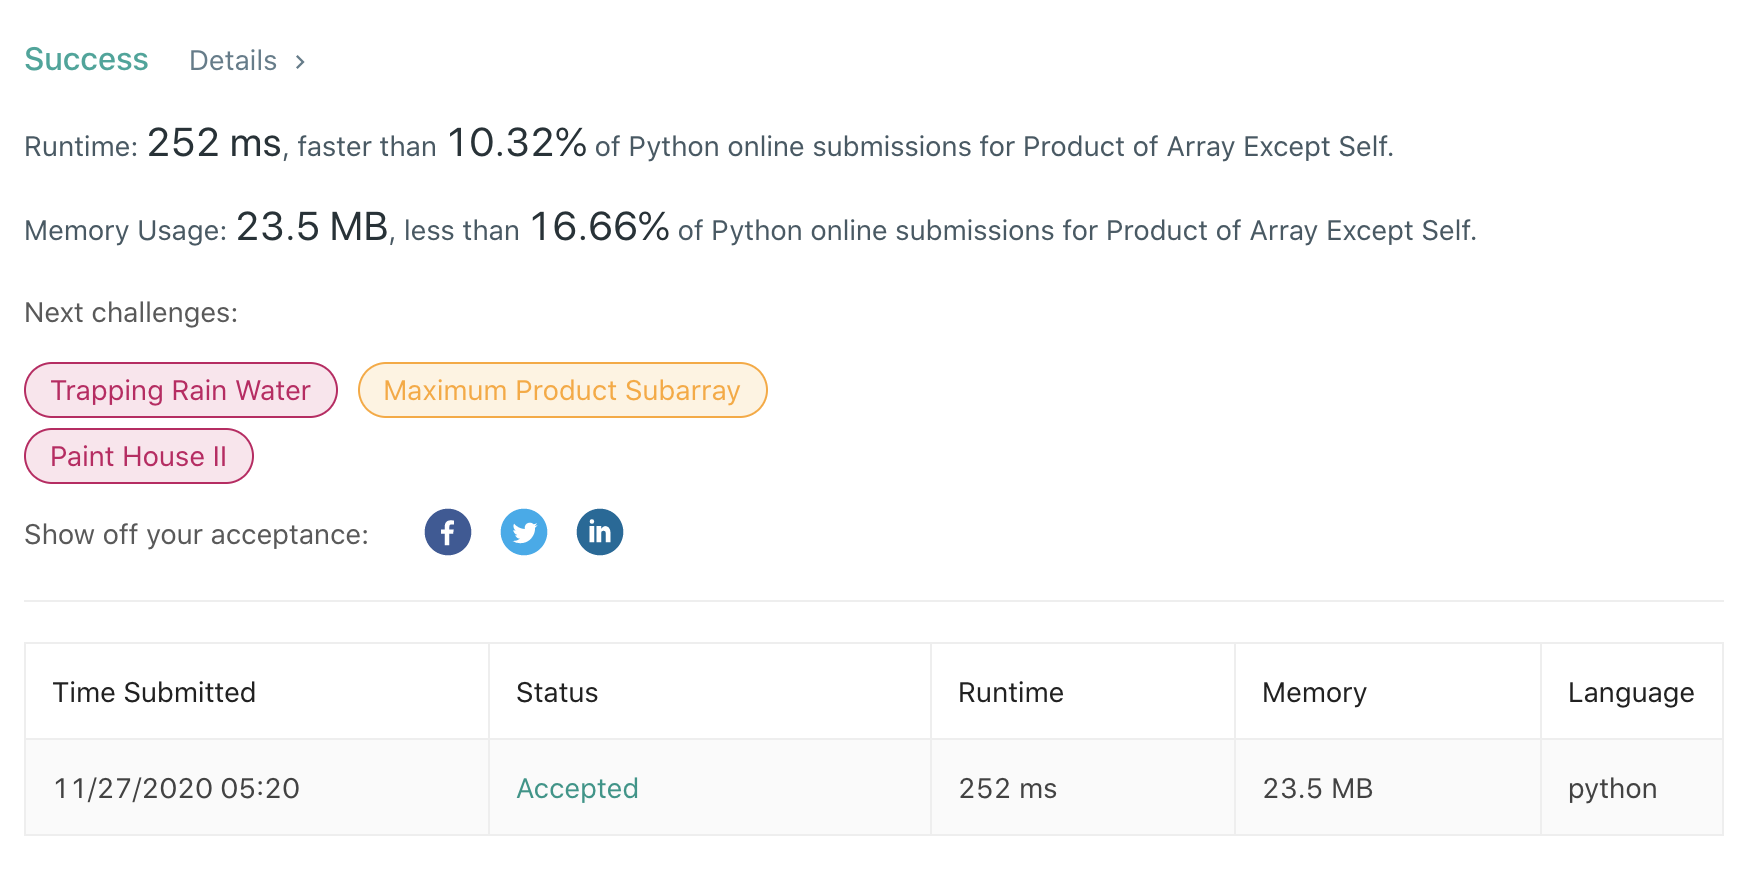 Success Details >
Runtime: 252 ms, faster than 10.32% of Python online submissions for Product of Array Except Self.
Memory Usage: 23.5 MB, less than 16.66% of Python online submissions for Product of Array Except Self.
Next challenges:
Trapping Rain Water Maximum Product Subarray
Paint House II
Show off your acceptance: f in
Time Submitted Status Runtime Memory Language
11/27/2020 05:20 Accepted 252 ms 23.5 MB python